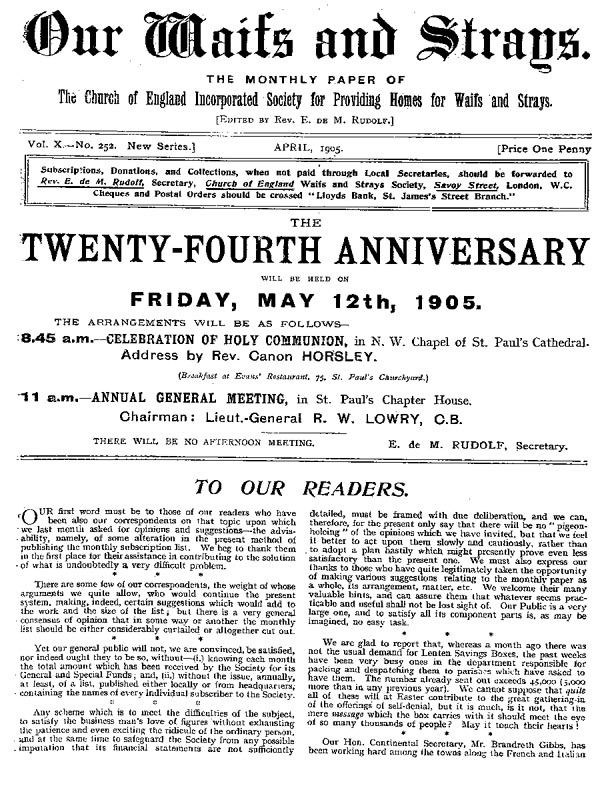 Our Waifs and Strays.
THE MONTHLY PAPER OF
The Church of England Incorporated Society for Providing Homes for Waifs and Strays.
[EDITED BY REV. E. DE M. RUDOLF.]
Vol. X.—No. 252. New Series.] APRIL, 1905. [Price One Penny
Subscriptions, Donations, and Collections, when not paid through Local Secretaries, should be forwarded to
Rev. E. de M. Rudolf, Secretary, Church of England Waifs and Strays Society, Savoy Street, London, W.C.
Cheques and Postal Orders should be crossed "Lloyds Bank, St. James's Street Branch."
THE
TWENTY-FOURTH ANNIVERSARY
WILL BE HELD ON
FRIDAY, MAY 12th, 1905.
THE ARRANGEMENTS WILL BE AS FOLLOWS—
8.45 a.m.—CELEBRATION OF HOLY COMMUNION, in N. W. Chapel of St. Paul's Cathedral.
Address by Rev. Canon HORSLEY.
(Breakfast at Evans' Restaurant, 75, St. Paul's Churchyard.)
11 a.m.—ANNUAL GENERAL MEETING, in St. Paul's Chapter House.
Chairman: Lieut.-General R. W. LOWRY, C.B.
THERE WILL BE NO AFTERNOON MEETING. E. de M. RUDOLF, Secretary.
TO OUR READERS.
OUR first word must be to those of our readers who have
been also our correspondents on that topic upon which
we last month asked for opinions and suggestions—the advis-
ability, namely, of some alteration in the present method of
publishing the monthly subscription list. We beg to thank them
in the first place for their assistance in contributing to the solution
of what is undoubtedly a very difficult problem.
* * *
There are some few of our correspondents, the weight of whose
arguments we quite allow, who would continue the present
system, making, indeed, certain suggestions which would add to
the work and size of the list; but there is a very general
consensus of opinion that in some way or another the monthly
list should be either considerably curtailed or altogether cut out.
* * *
Yet our general public will not, we are convinced, be satisfied,
nor indeed ought they to be so, without—(i.) knowing each month
the total amount which has been received by the Society for its
General and Special Funds; and, (ii.) without the issue, annually,
at least, of a list, published either locally or from headquarters,
containing the names of every individual subscriber to the Society.
* * *
Any scheme which is to meet the difficulties of the subject,
to satisfy the business man's love of figures without exhausting
the patience and even exciting the ridicule of the ordinary person,
and at the same time to safeguard the Society from any possible
imputation that its financial statements are not sufficiently
detailed, must be framed with due deliberation, and we can,
therefore, for the present only say that there will be no "pigeon-
holeing" of the opinions which we have invited, but that we feel
it better to act upon them slowly and cautiously, rather than
to adopt a plan hastily which might presently prove even less
satisfactory than the present one. We must also express our
thanks to those who have quite legitimately taken the opportunity
of making various suggestions relating to the monthly paper as
a whole, its arrangement, matter, etc. We welcome their many
valuable hints, and can assure them that whatever seems prac-
ticable and useful shall not be lost sight of. Our Public is a very
large one, and to satisfy all its component parts is, as may be
imagined, no easy task.
* * *
We are glad to report that, whereas a month ago there was
not the usual demand for Lenten Savings Boxes, the past weeks
have been very busy ones in the department responsible for
packing and despatching them to parishes which have asked to
have them. The number already sent out exceeds 45,000 (5,000
more than in any previous year). We cannot suppose that quite
all of these will at Easter contribute to the great gathering-in
of the offerings of self-denial, but it is much, is it not, that the
mere message which the box carries with it should meet the eye
of so many thousands of people? May it touch their hearts!
* * *
Our Hon. Continental Secretary, Mr. Brandreth Gibbs, has
been working hard among the towns along the French and Italian